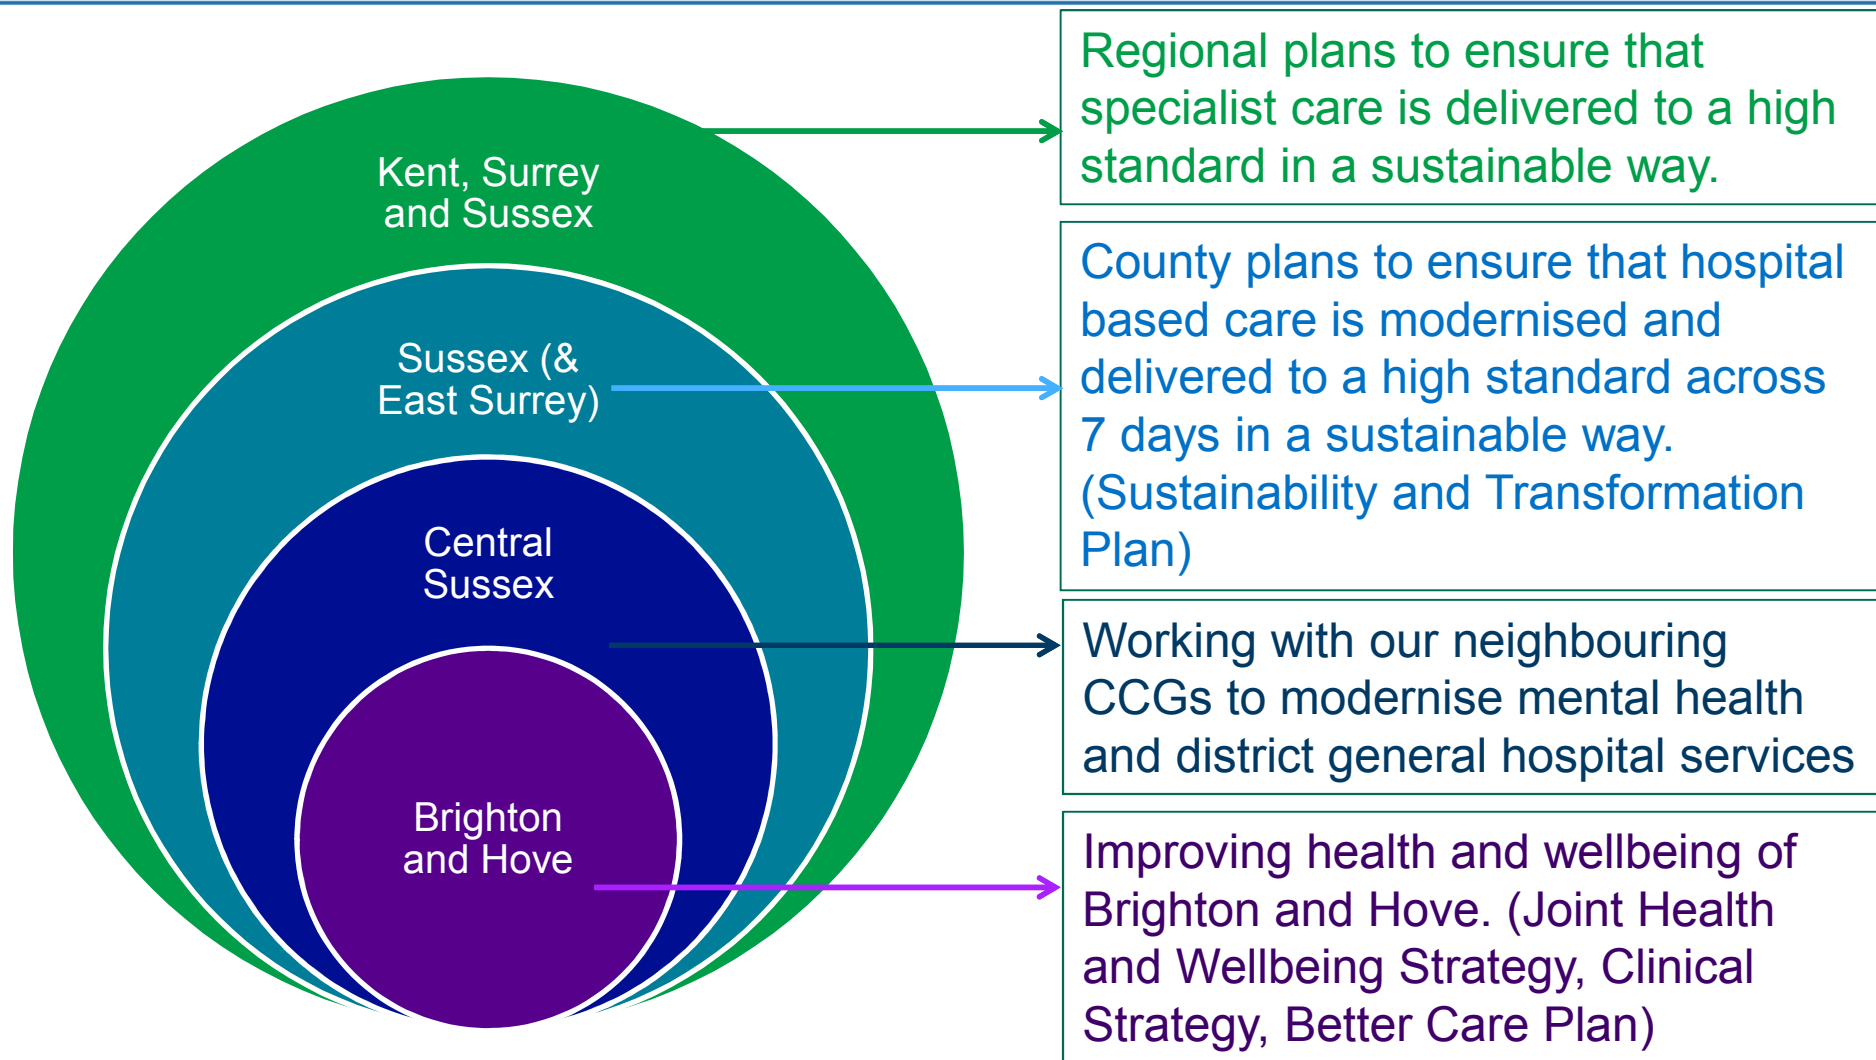 Kent, Surrey
and Sussex
Sussex (&
East Surrey)
Central
Sussex
Brighton
and Hove
Regional plans to ensure that
specialist care is delivered to a high
standard in a sustainable way.
County plans to ensure that hospital
based care is modernised and
delivered to a high standard across
7 days in a sustainable way.
(Sustainability and Transformation
Plan)
Working with our neighbouring
CCGs to modernise mental health
and district general hospital services
Improving health and wellbeing of
Brighton and Hove. (Joint Health
and Wellbeing Strategy, Clinical
Strategy, Better Care Plan)